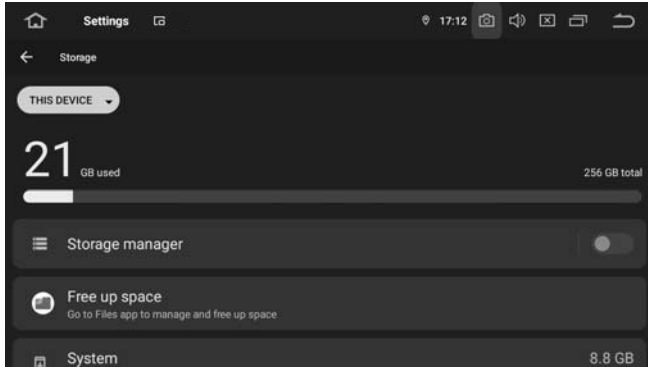 Settings
17:12
Storage
THIS DEVICE
21 GB used
256 GB total
Storage manager
Free up space
Go to Files app to manage and free up space
System
8.8 GB